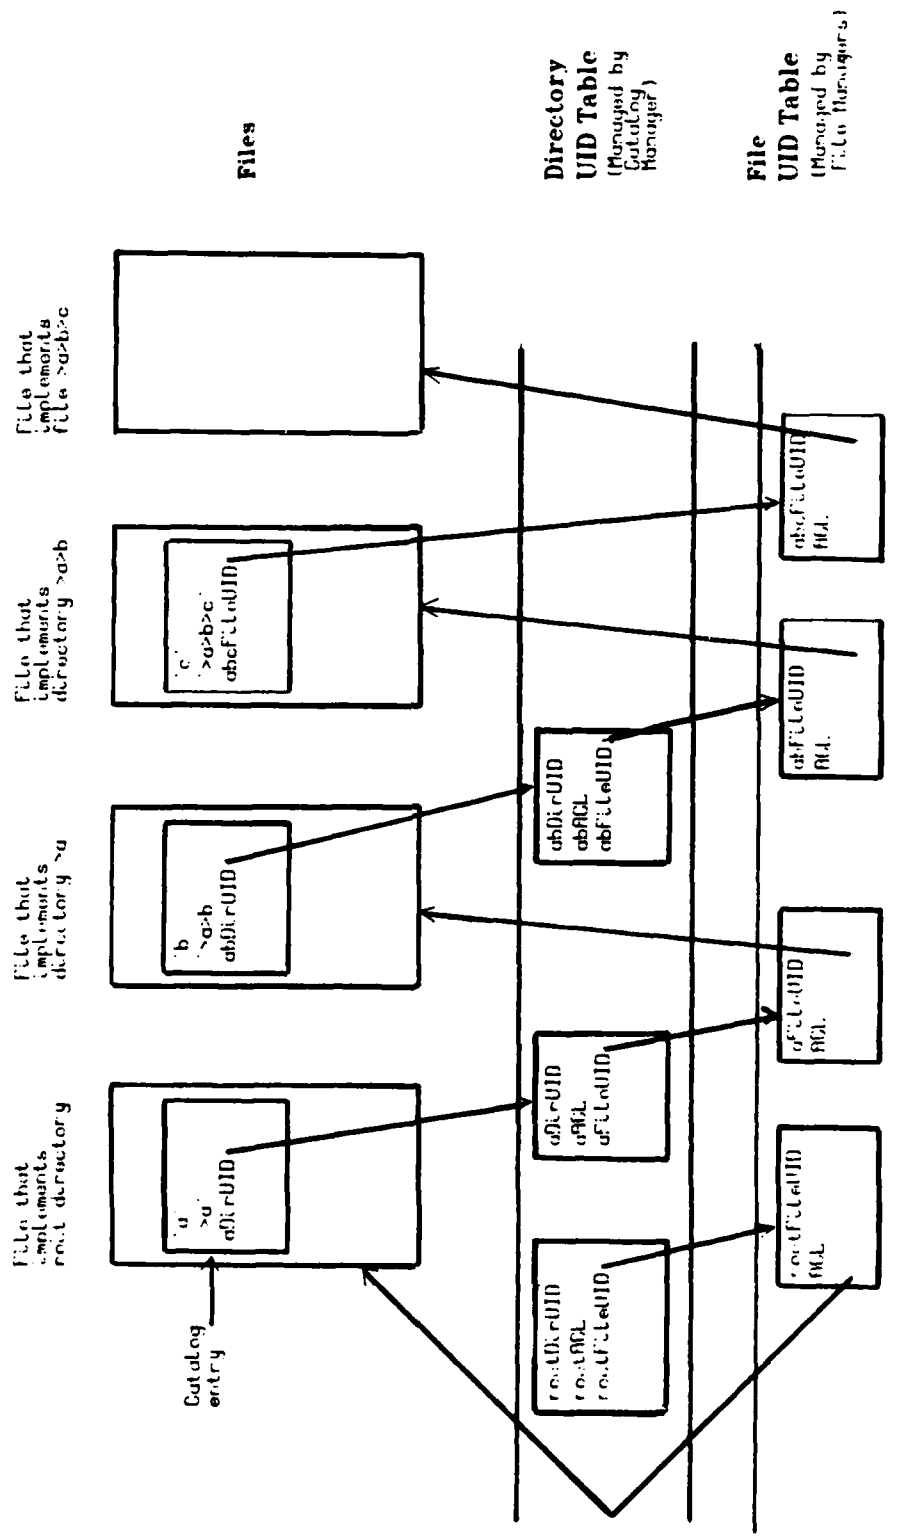 File that
implements
root directory
File that
implements
directory >a
File that
implements
directory >a>b
File that
implements
file >a>b>c
Catalog
entry
'a'
'>a'
aDirUID
'b'
'>a>b'
abDirUID
'c'
'>a>b>c'
abcFileUID
Files
rootDirUID
rootACL
rootFileUID
aDirUID
aACL
aFileUID
abDirUID
abACL
abFileUID
Directory
UID Table
(Managed by
Catalog
Manager)
rootFileUID
ACL
aFileUID
ACL
abFileUID
ACL
abcFileUID
ACL
File
UID Table
(Managed by
File Managers)